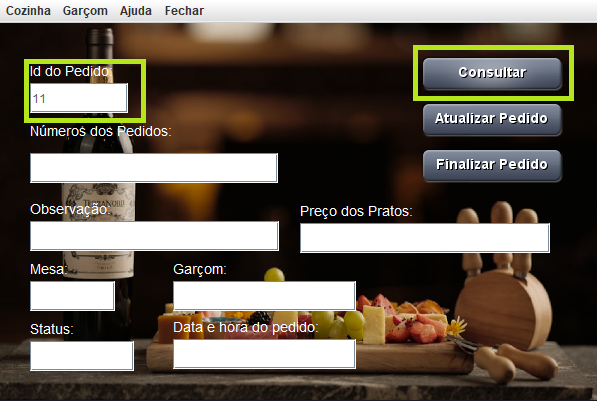 Cozinha Garçom Ajuda Fechar
Id do Pedido:
11
Consultar
Números dos Pedidos:
Atualizar Pedido
Finalizar Pedido
Observação:
Preço dos Pratos:
Mesa:
Garçom:
Status:
Data e hora do pedido: